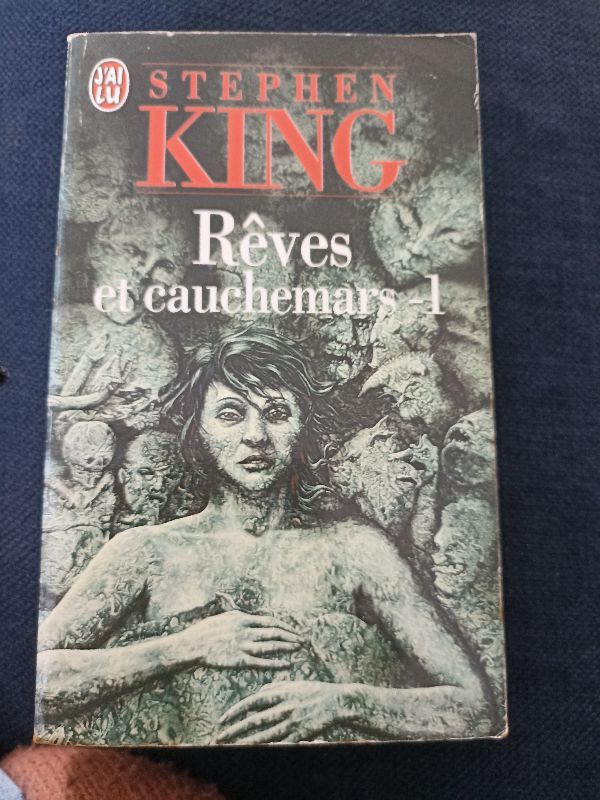 J'AI
LU
STEPHEN
KING
Rêves
et cauchemars -1